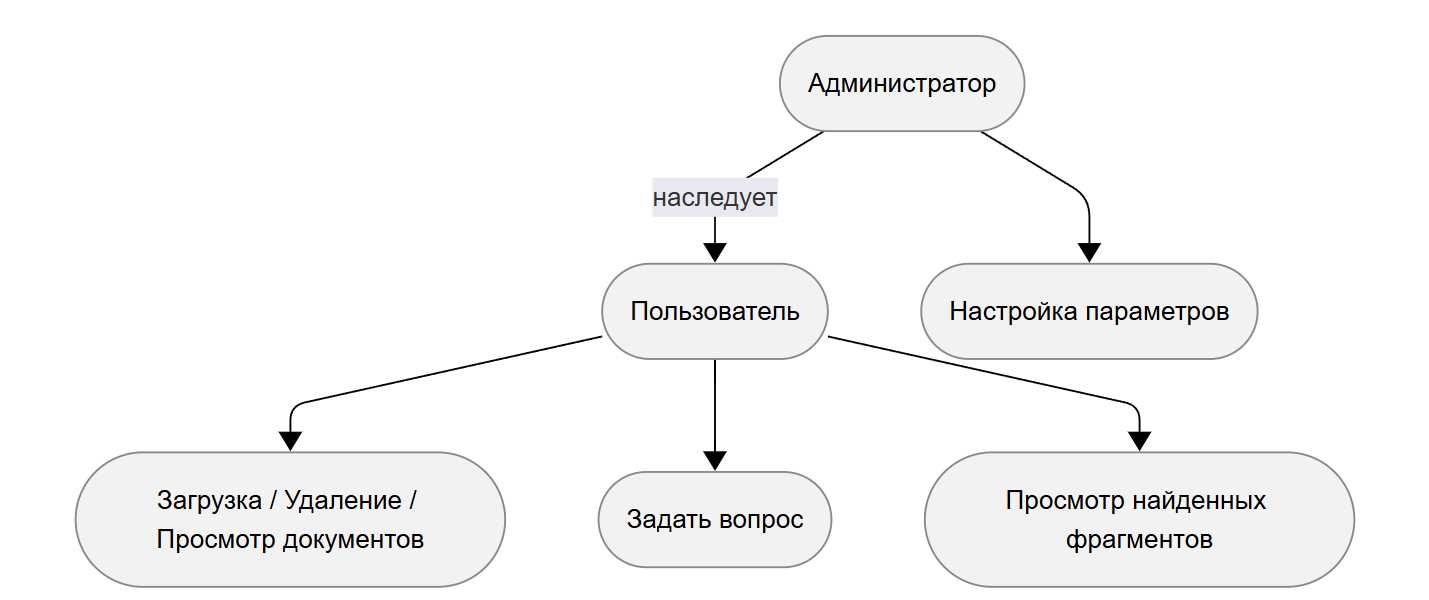 Администратор
наследует
Пользователь
Настройка параметров
Загрузка / Удаление /
Просмотр документов
Задать вопрос
Просмотр найденных
фрагментов